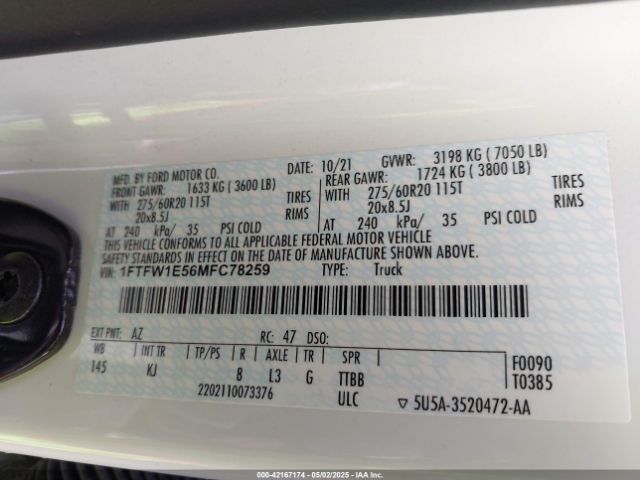 MFD. BY FORD MOTOR CO. DATE: 10/21 GVWR: 3198 KG ( 7050 LB)
FRONT GAWR: 1633 KG ( 3600 LB) REAR GAWR: 1724 KG ( 3800 LB)
WITH 275/60R20 115T TIRES WITH 275/60R20 115T TIRES
20x8.5J RIMS 20x8.5J RIMS
AT 240 kPa/ 35 PSI COLD AT 240 kPa/ 35 PSI COLD
THIS VEHICLE CONFORMS TO ALL APPLICABLE FEDERAL MOTOR VEHICLE
SAFETY STANDARDS IN EFFECT ON THE DATE OF MANUFACTURE SHOWN ABOVE.
VIN: 1FTFW1E56MFC78259 TYPE: Truck
EXT PNT: AZ RC: 47 DSO:
WB INT TR TP/PS R AXLE TR SPR F0090
145 KJ 8 L3 G TTBB T0385
2202110073376 ULC ▽ 5U5A-3520472-AA
000-42167174 - 05/02/2025 - IAA, Inc.